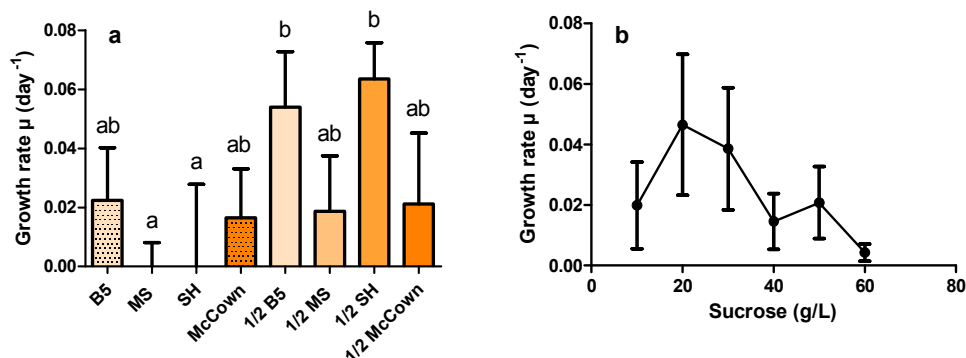 a
Growth rate µ (day⁻¹)
0.08
0.06
0.04
0.02
0.00
ab
a
a
ab
b
ab
b
ab
B5
MS
SH
McCown
1/2 B5
1/2 MS
1/2 SH
1/2 McCown
b
Growth rate µ (day⁻¹)
0.08
0.06
0.04
0.02
0.00
0
20
40
60
80
Sucrose (g/L)